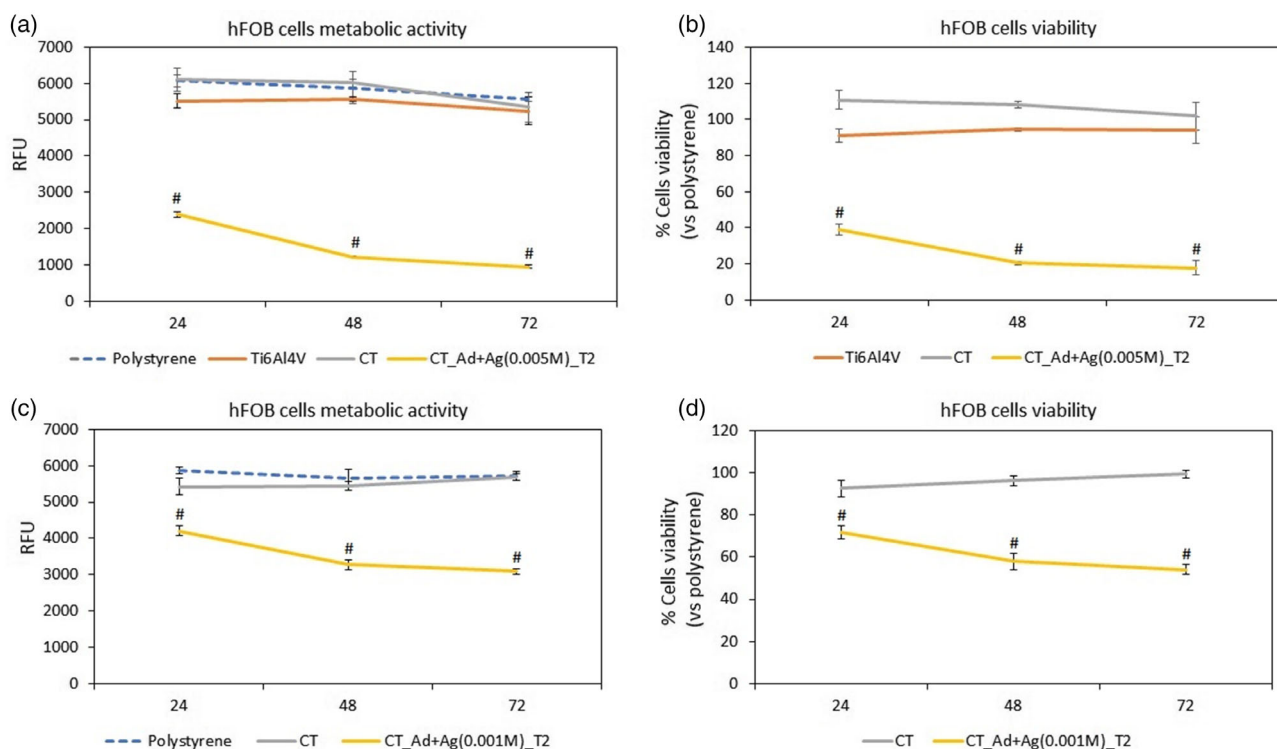 (a)
hFOB cells metabolic activity
7000
6000
5000
4000
3000
2000
1000
0
RFU
#
#
#
24 48 72
Polystyrene Ti6Al4V CT CT_Ad+Ag(0.005M)_T2
(b)
hFOB cells viability
140
120
100
80
60
40
20
0
% Cells viability
(vs polystyrene)
#
#
#
24 48 72
Ti6Al4V CT CT_Ad+Ag(0.005M)_T2
(c)
hFOB cells metabolic activity
7000
6000
5000
4000
3000
2000
1000
0
RFU
#
#
#
24 48 72
Polystyrene CT CT_Ad+Ag(0.001M)_T2
(d)
hFOB cells viability
120
100
80
60
40
20
0
% Cells viability
(vs polystyrene)
#
#
#
24 48 72
CT CT_Ad+Ag(0.001M)_T2